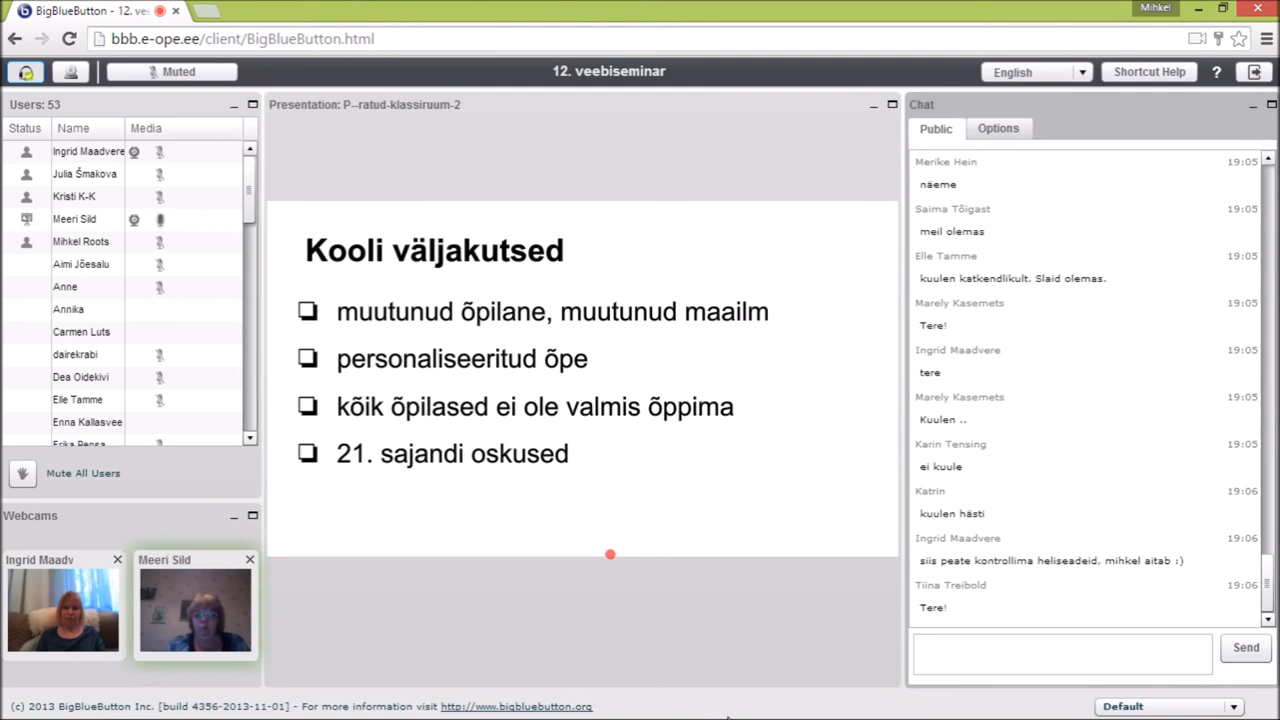 BigBlueButton - 12. vee
Mihkel
bbb.e-ope.ee/client/BigBlueButton.html
Muted
12. veebiseminar
English
Shortcut Help
?
Users: 53
Status Name Media
Ingrid Maadvere
Julia Šmakova
Kristi K-K
Meeri Sild
Mihkel Roots
Aimi Jõesalu
Anne
Annika
Carmen Luts
dairekrabi
Dea Oidekivi
Elle Tamme
Enna Kallasvee
Erika Pensa
Mute All Users
Webcams
Ingrid Maadv
Meeri Sild
Presentation: P--ratud-klassiruum-2
Kooli väljakutsed
❏ muutunud õpilane, muutunud maailm
❏ personaliseeritud õpe
❏ kõik õpilased ei ole valmis õppima
❏ 21. sajandi oskused
Chat
Public Options
Merike Hein 19:05
näeme
Saima Tõigast 19:05
meil olemas
Elle Tamme 19:05
kuulen katkendlikult. Slaid olemas.
Marely Kasemets 19:05
Tere!
Ingrid Maadvere 19:05
tere
Marely Kasemets 19:05
Kuulen ..
Karin Tensing 19:05
ei kuule
Katrin 19:06
kuulen hästi
Ingrid Maadvere 19:06
siis peate kontrollima heliseadeid, mihkel aitab :)
Tiina Treibold 19:06
Tere!
Send
(c) 2013 BigBlueButton Inc. [build 4356-2013-11-01] - For more information visit http://www.bigbluebutton.org
Default